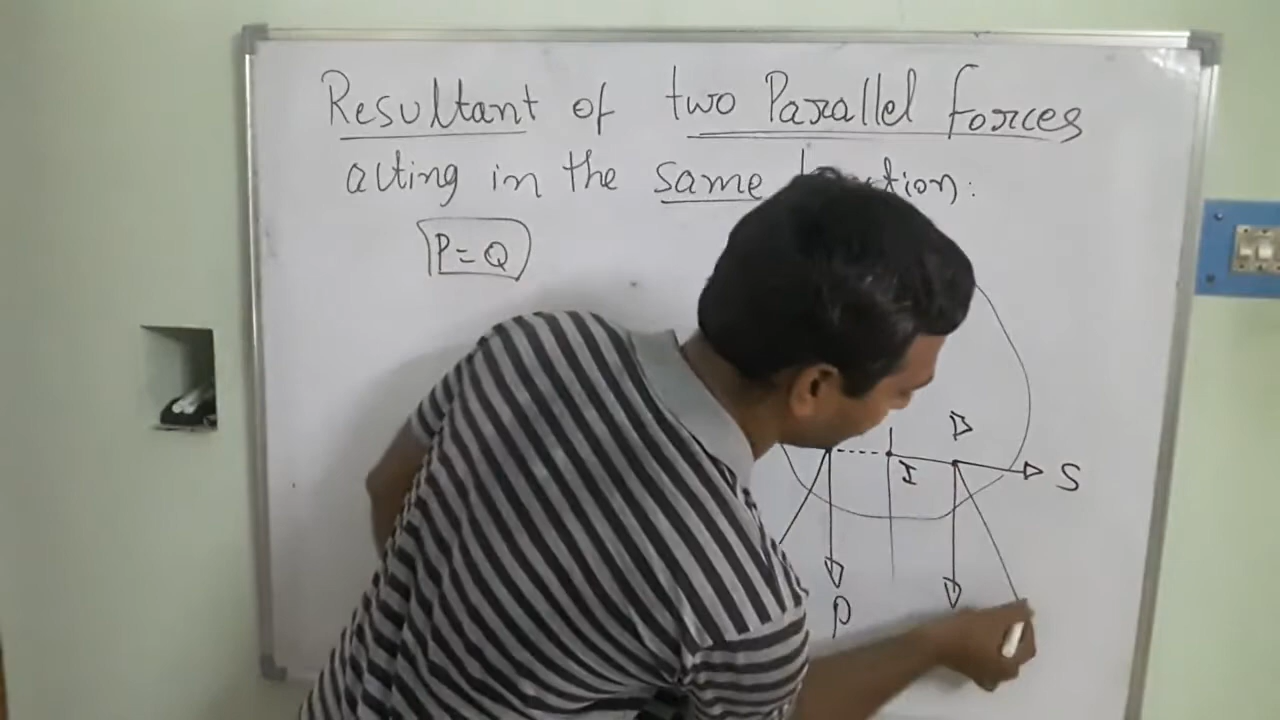 Resultant of two Parallel forces
acting in the same
P = Q
B
I
S
P